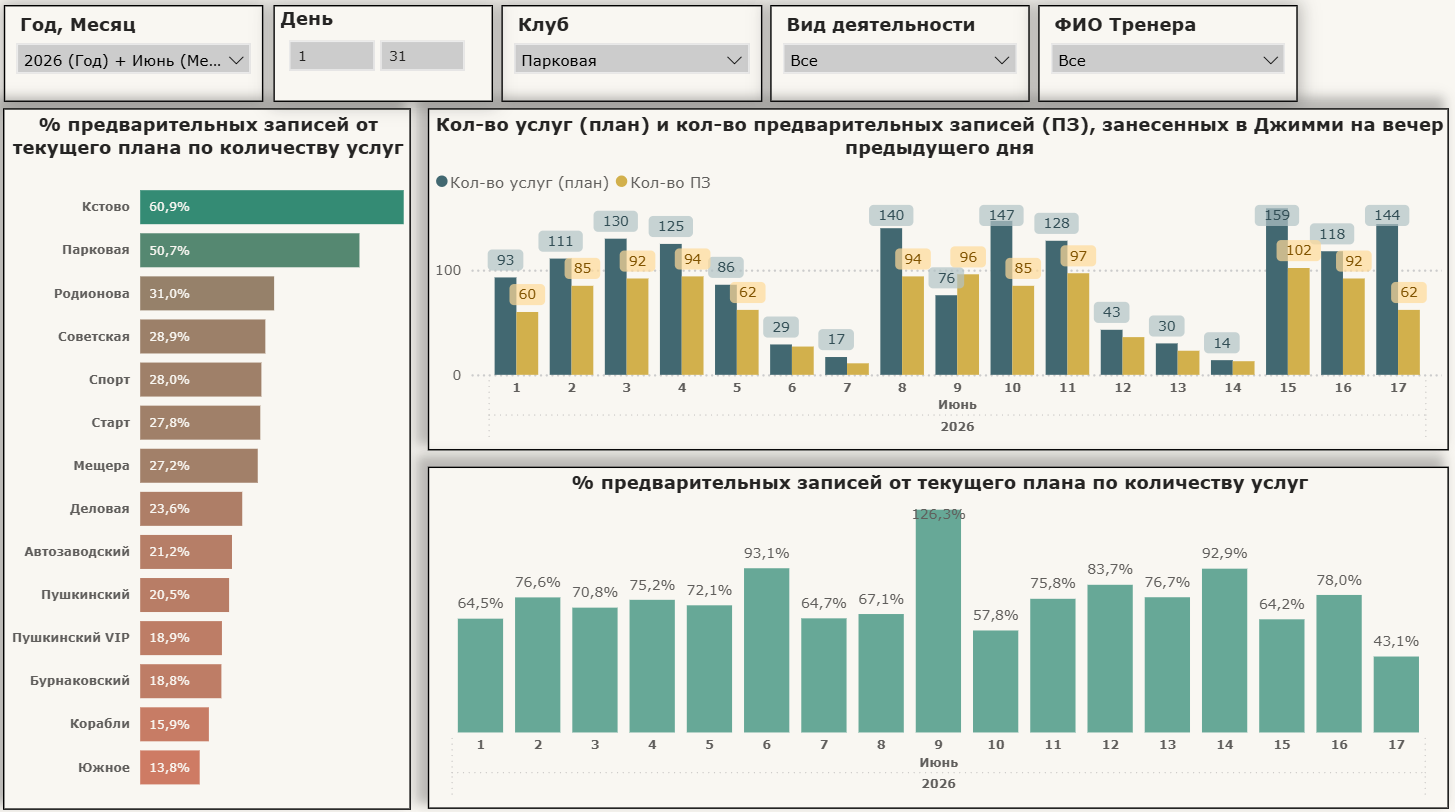 Год, Месяц
2026 (Год) + Июнь (Ме...
День
1
31
Клуб
Парковая
Вид деятельности
Все
ФИО Тренера
Все
% предварительных записей от
текущего плана по количеству услуг
Кстово 60,9%
Парковая 50,7%
Родионова 31,0%
Советская 28,9%
Спорт 28,0%
Старт 27,8%
Мещера 27,2%
Деловая 23,6%
Автозаводский 21,2%
Пушкинский 20,5%
Пушкинский VIP 18,9%
Бурнаковский 18,8%
Корабли 15,9%
Южное 13,8%
Кол-во услуг (план) и кол-во предварительных записей (ПЗ), занесенных в Джимми на вечер
предыдущего дня
Кол-во услуг (план) Кол-во ПЗ
100
0
93 111 130 125 86 29 17 140 76 147 128 43 30 14 159 118 144
60 85 92 94 62 94 96 85 97 102 92 62
1 2 3 4 5 6 7 8 9 10 11 12 13 14 15 16 17
Июнь
2026
% предварительных записей от текущего плана по количеству услуг
64,5% 76,6% 70,8% 75,2% 72,1% 93,1% 64,7% 67,1% 126,3% 57,8% 75,8% 83,7% 76,7% 92,9% 64,2% 78,0% 43,1%
1 2 3 4 5 6 7 8 9 10 11 12 13 14 15 16 17
Июнь
2026